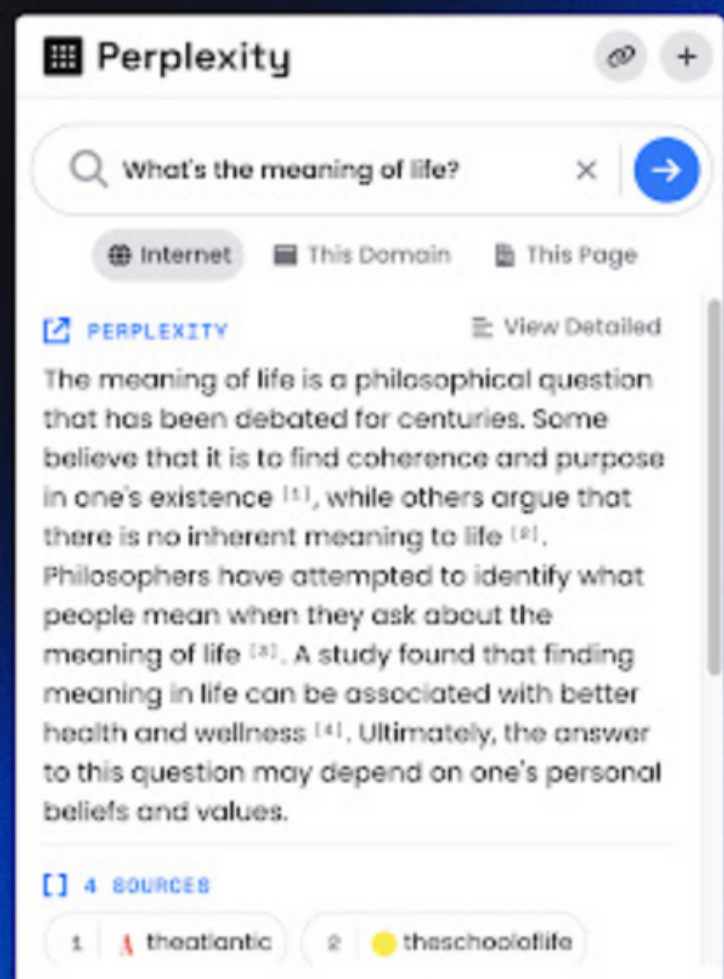 Perplexity
What's the meaning of life?
Internet This Domain This Page
PERPLEXITY View Detailed
The meaning of life is a philosophical question
that has been debated for centuries. Some
believe that it is to find coherence and purpose
in one's existence [1], while others argue that
there is no inherent meaning to life [2].
Philosophers have attempted to identify what
people mean when they ask about the
meaning of life [3]. A study found that finding
meaning in life can be associated with better
health and wellness [4]. Ultimately, the answer
to this question may depend on one's personal
beliefs and values.
4 SOURCES
1 theatlantic 2 theschooloflife